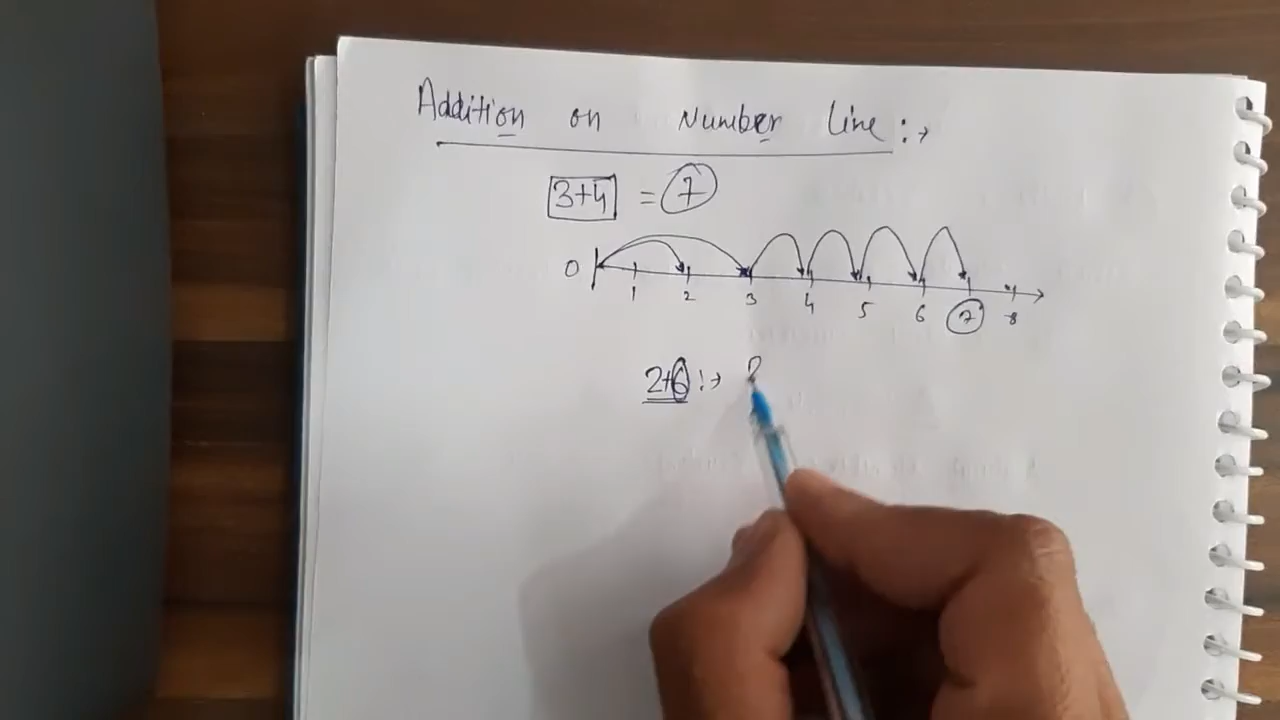 Addition on Number line :→
3+4 = 7
0 1 2 3 4 5 6 7 8
2+6 :→ ?